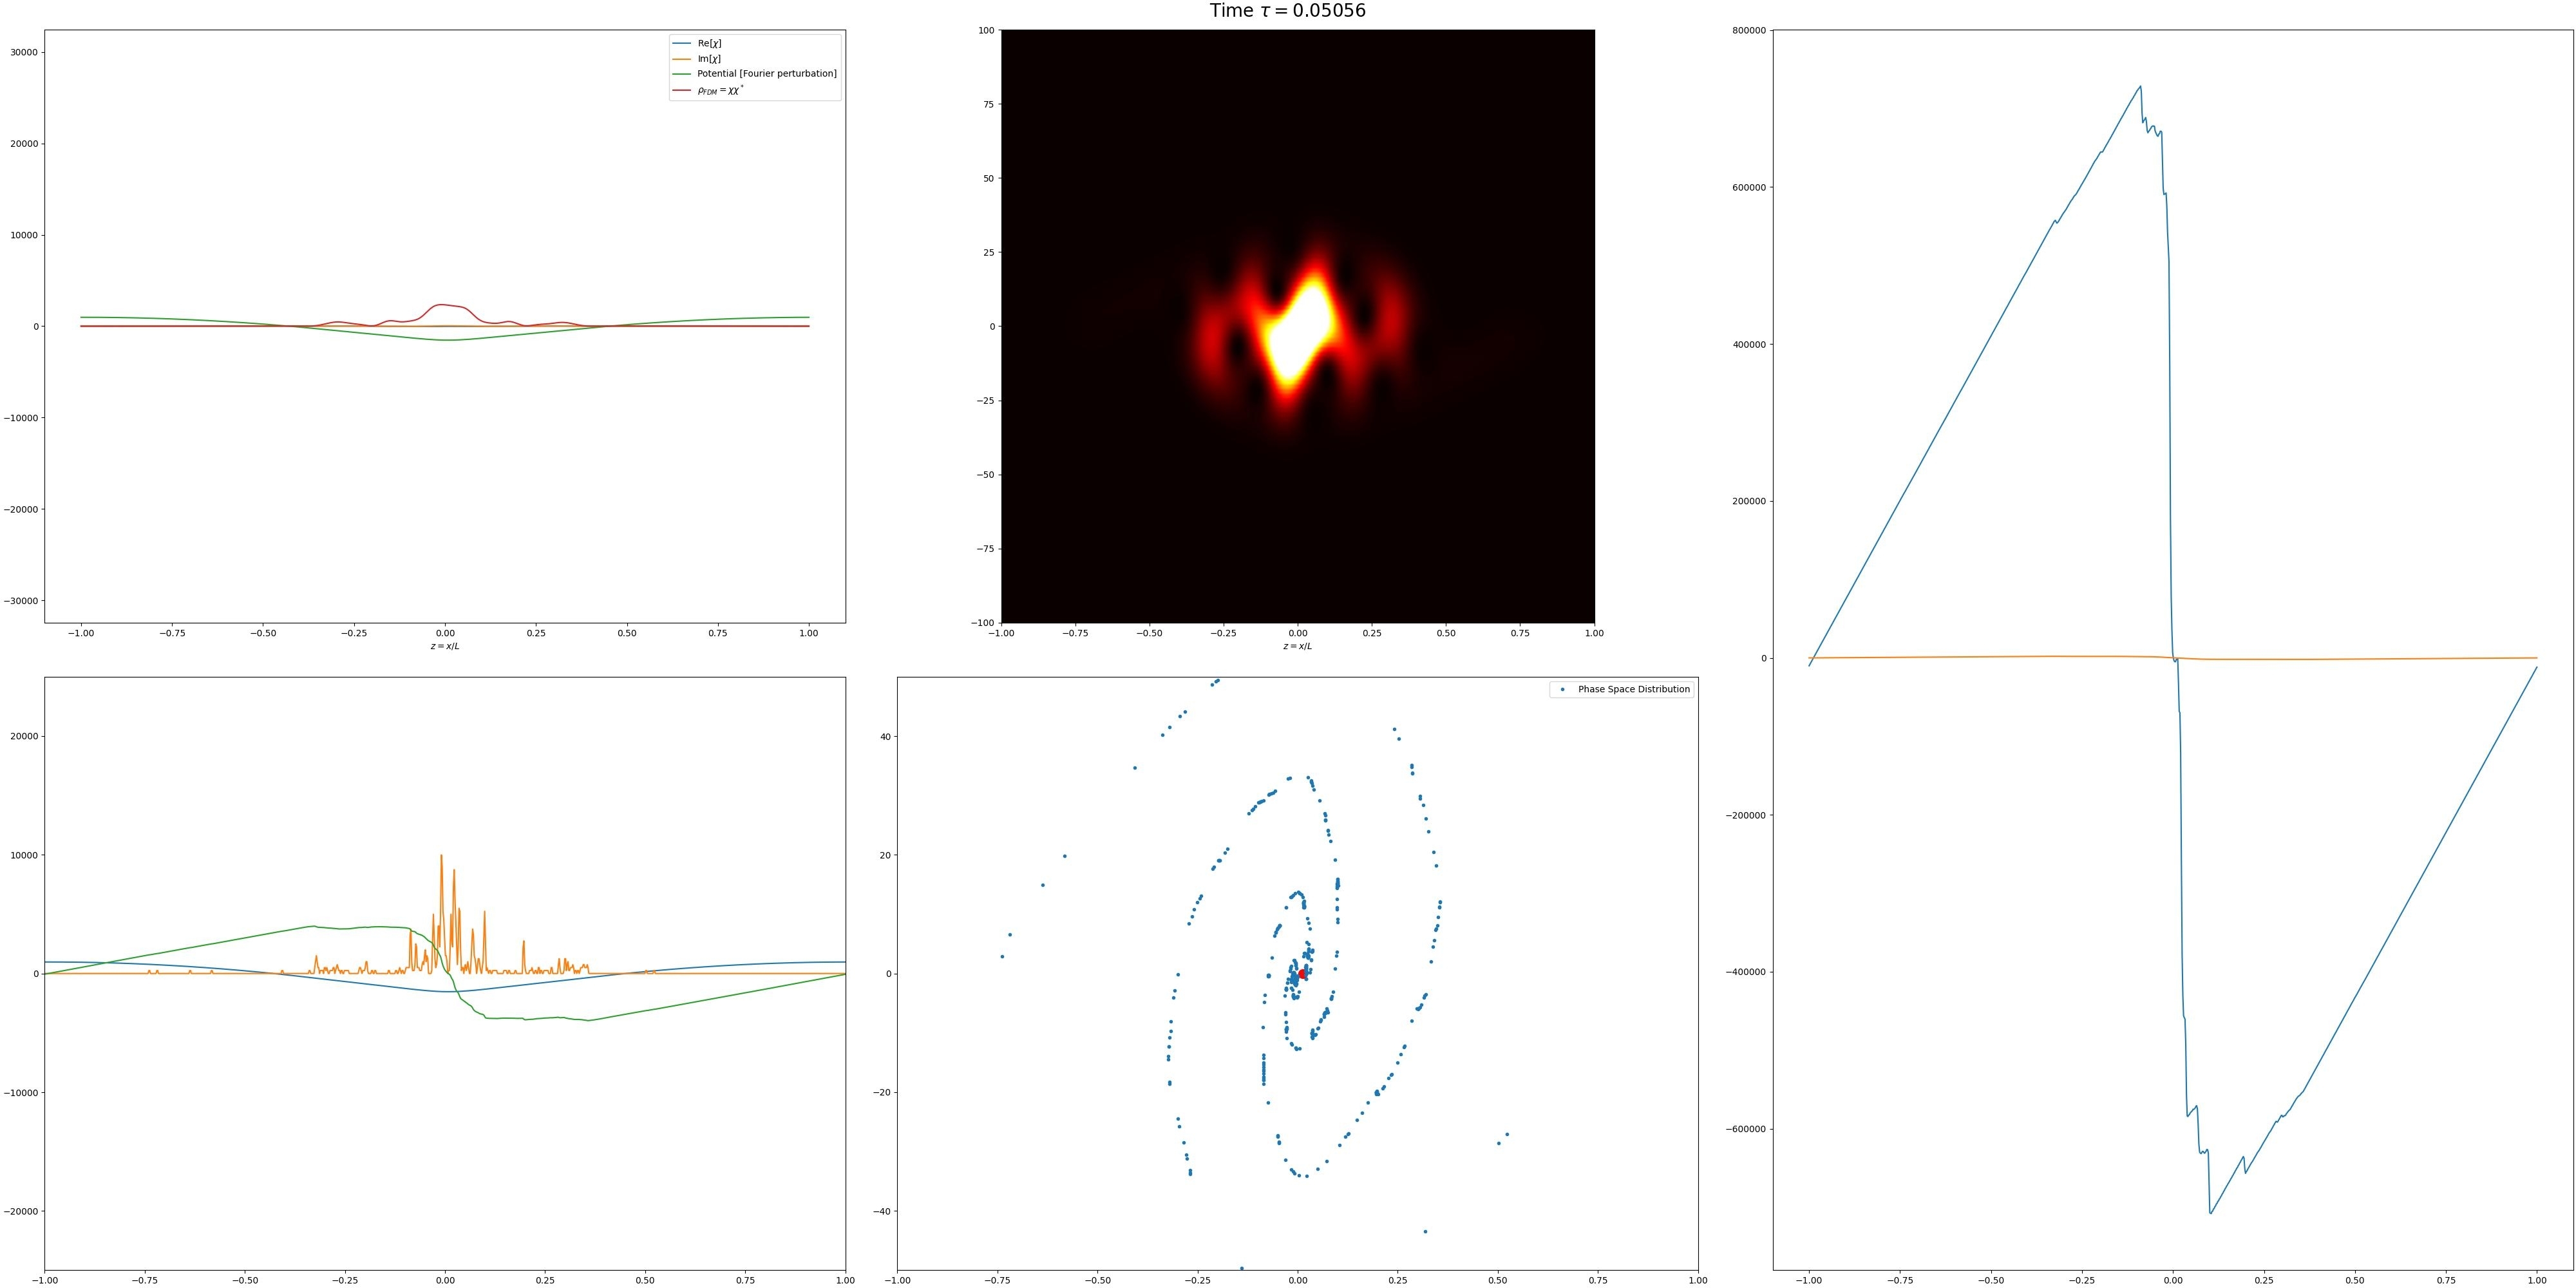 Time τ = 0.05056
30000
20000
10000
0
−10000
−20000
−30000
Re[χ]
Im[χ]
Potential [Fourier perturbation]
ρ_FDM = χχ*
−1.00 −0.75 −0.50 −0.25 0.00 0.25 0.50 0.75 1.00
z = x/L
100
75
50
25
0
−25
−50
−75
−100
−1.00 −0.75 −0.50 −0.25 0.00 0.25 0.50 0.75 1.00
z = x/L
800000
600000
400000
200000
0
−200000
−400000
−600000
−1.00 −0.75 −0.50 −0.25 0.00 0.25 0.50 0.75 1.00
20000
10000
0
−10000
−20000
−1.00 −0.75 −0.50 −0.25 0.00 0.25 0.50 0.75 1.00
Phase Space Distribution
40
20
0
−20
−40
−1.00 −0.75 −0.50 −0.25 0.00 0.25 0.50 0.75 1.00